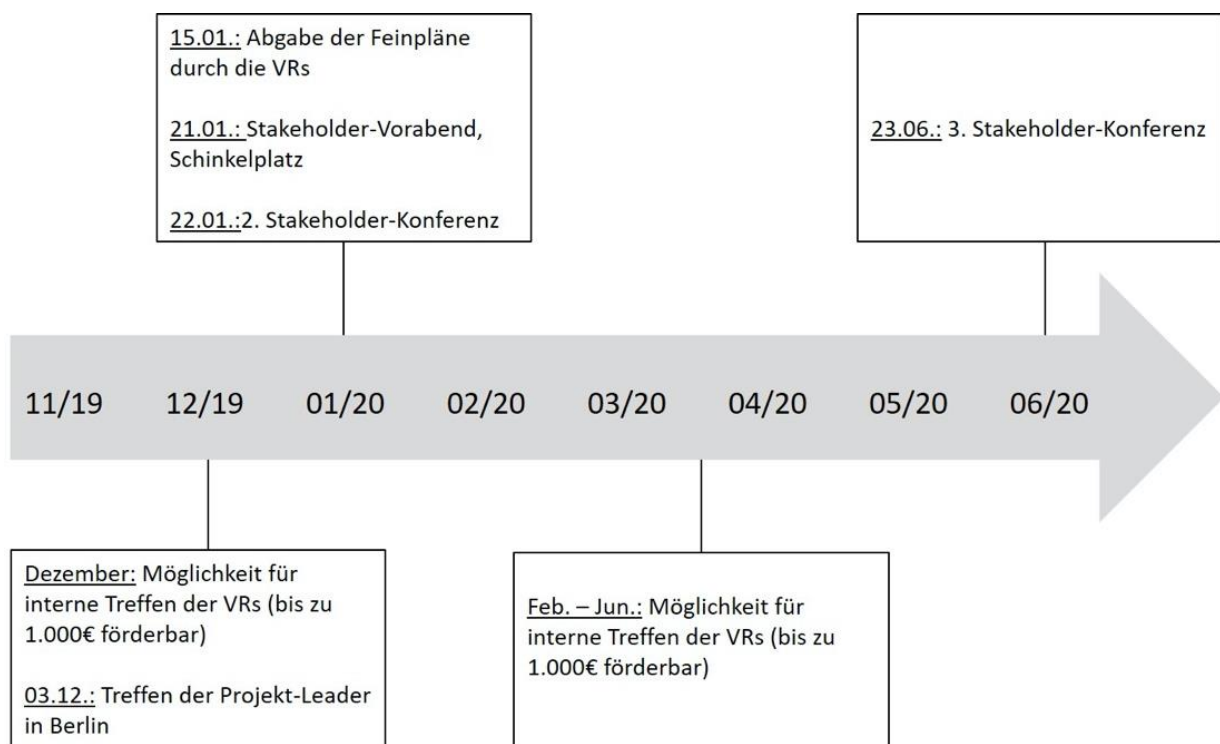 15.01.: Abgabe der Feinpläne
durch die VRs
21.01.: Stakeholder-Vorabend,
Schinkelplatz
22.01.:2. Stakeholder-Konferenz
23.06.: 3. Stakeholder-Konferenz
11/19 12/19 01/20 02/20 03/20 04/20 05/20 06/20
Dezember: Möglichkeit für
interne Treffen der VRs (bis zu
1.000€ förderbar)
03.12.: Treffen der Projekt-Leader
in Berlin
Feb. – Jun.: Möglichkeit für
interne Treffen der VRs (bis zu
1.000€ förderbar)